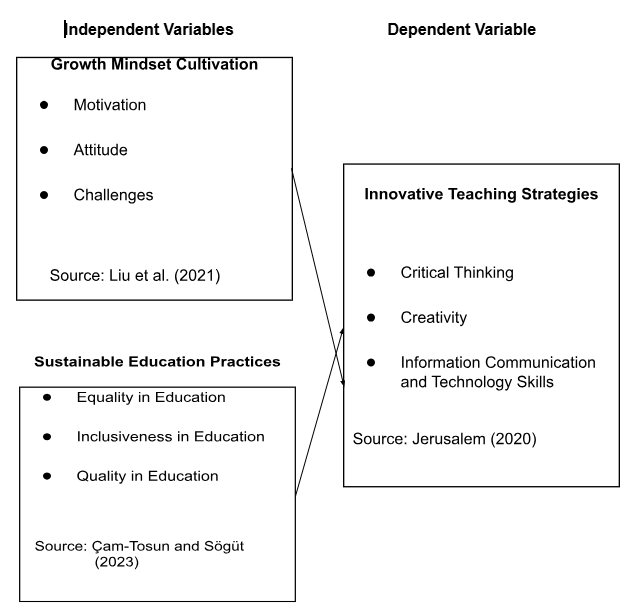 Independent Variables
Dependent Variable
Growth Mindset Cultivation
● Motivation
● Attitude
● Challenges
Source: Liu et al. (2021)
Sustainable Education Practices
● Equality in Education
● Inclusiveness in Education
● Quality in Education
Source: Çam-Tosun and Sögüt
(2023)
Innovative Teaching Strategies
● Critical Thinking
● Creativity
● Information Communication
and Technology Skills
Source: Jerusalem (2020)